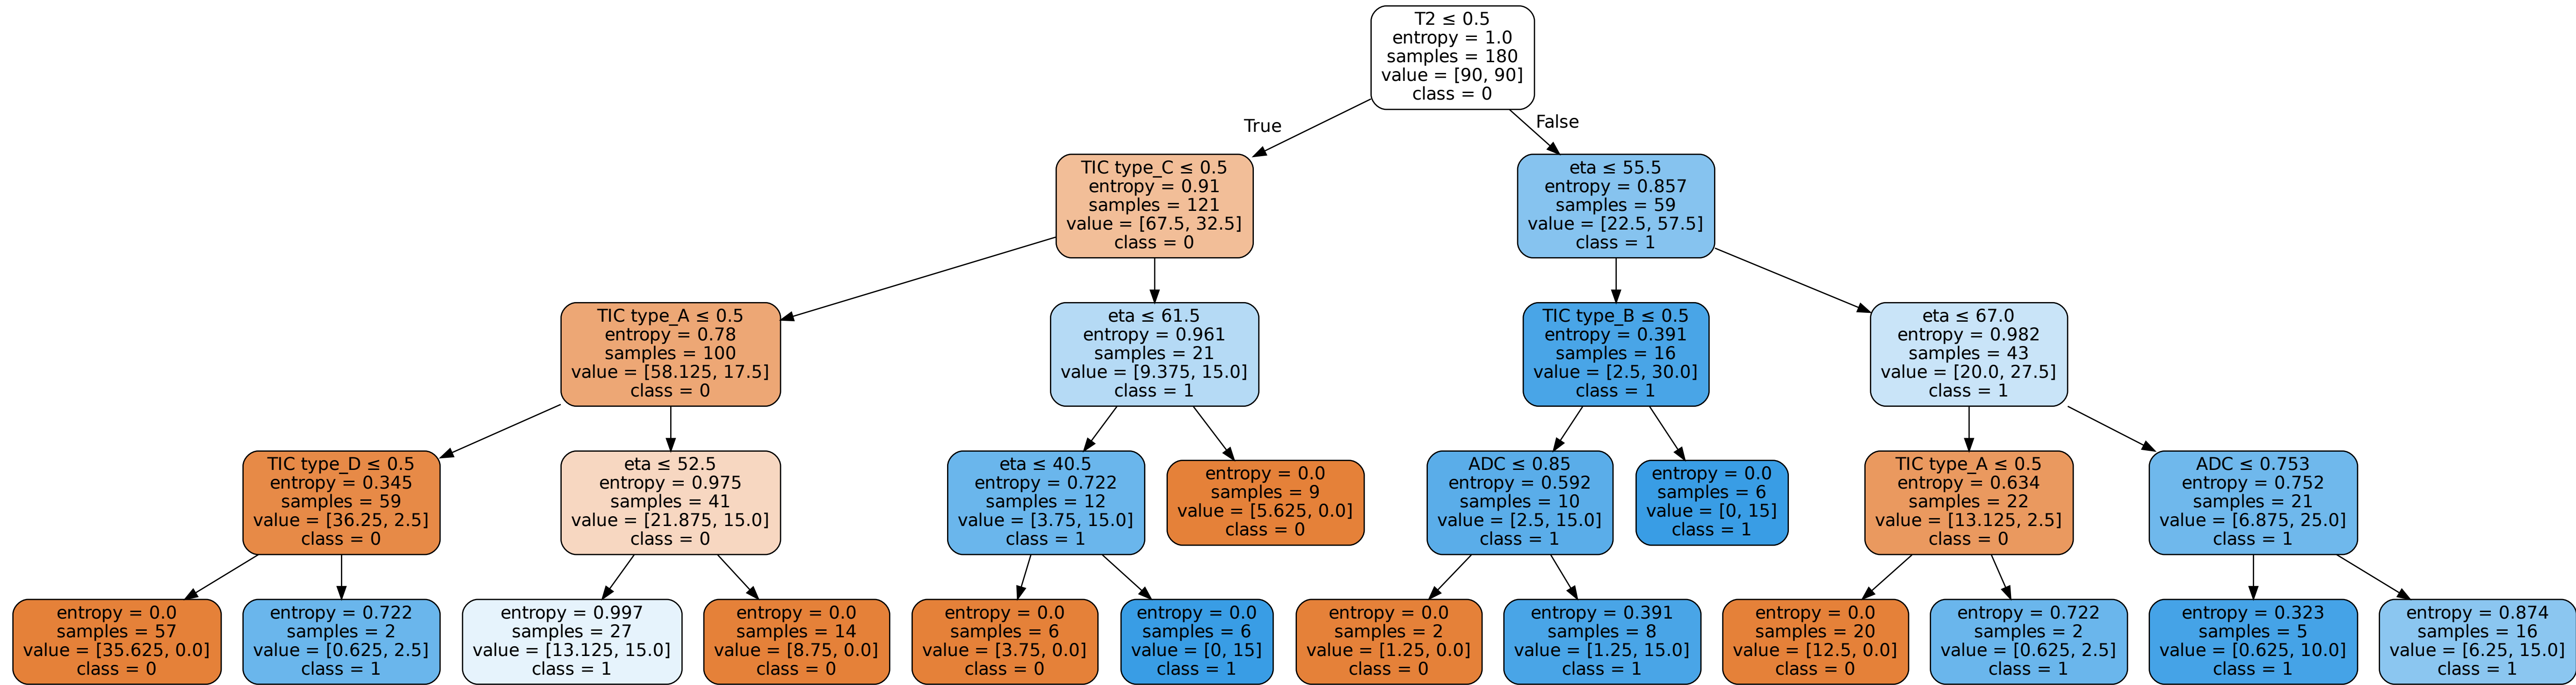 T2 ≤ 0.5
entropy = 1.0
samples = 180
value = [90, 90]
class = 0
True
False
TIC type_C ≤ 0.5
entropy = 0.91
samples = 121
value = [67.5, 32.5]
class = 0
eta ≤ 55.5
entropy = 0.857
samples = 59
value = [22.5, 57.5]
class = 1
TIC type_A ≤ 0.5
entropy = 0.78
samples = 100
value = [58.125, 17.5]
class = 0
eta ≤ 61.5
entropy = 0.961
samples = 21
value = [9.375, 15.0]
class = 1
TIC type_B ≤ 0.5
entropy = 0.391
samples = 16
value = [2.5, 30.0]
class = 1
eta ≤ 67.0
entropy = 0.982
samples = 43
value = [20.0, 27.5]
class = 1
TIC type_D ≤ 0.5
entropy = 0.345
samples = 59
value = [36.25, 2.5]
class = 0
eta ≤ 52.5
entropy = 0.975
samples = 41
value = [21.875, 15.0]
class = 0
eta ≤ 40.5
entropy = 0.722
samples = 12
value = [3.75, 15.0]
class = 1
entropy = 0.0
samples = 9
value = [5.625, 0.0]
class = 0
ADC ≤ 0.85
entropy = 0.592
samples = 10
value = [2.5, 15.0]
class = 1
entropy = 0.0
samples = 6
value = [0, 15]
class = 1
TIC type_A ≤ 0.5
entropy = 0.634
samples = 22
value = [13.125, 2.5]
class = 0
ADC ≤ 0.753
entropy = 0.752
samples = 21
value = [6.875, 25.0]
class = 1
entropy = 0.0
samples = 57
value = [35.625, 0.0]
class = 0
entropy = 0.722
samples = 2
value = [0.625, 2.5]
class = 1
entropy = 0.997
samples = 27
value = [13.125, 15.0]
class = 1
entropy = 0.0
samples = 14
value = [8.75, 0.0]
class = 0
entropy = 0.0
samples = 6
value = [3.75, 0.0]
class = 0
entropy = 0.0
samples = 6
value = [0, 15]
class = 1
entropy = 0.0
samples = 2
value = [1.25, 0.0]
class = 0
entropy = 0.391
samples = 8
value = [1.25, 15.0]
class = 1
entropy = 0.0
samples = 20
value = [12.5, 0.0]
class = 0
entropy = 0.722
samples = 2
value = [0.625, 2.5]
class = 1
entropy = 0.323
samples = 5
value = [0.625, 10.0]
class = 1
entropy = 0.874
samples = 16
value = [6.25, 15.0]
class = 1